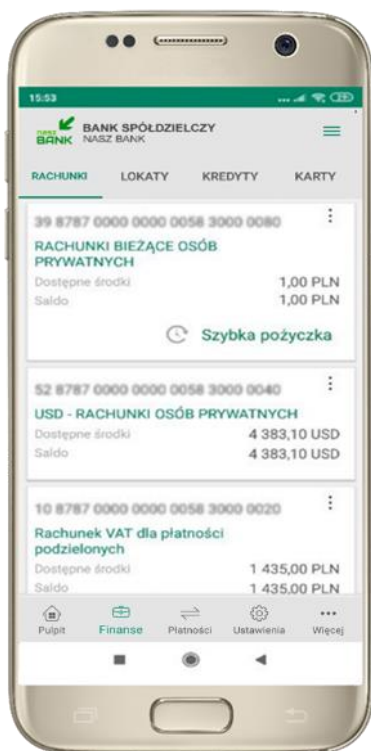 15:53
nasz BANK
BANK SPÓŁDZIELCZY
NASZ BANK
RACHUNKI LOKATY KREDYTY KARTY
39 8787 0000 0000 0058 3000 0080
RACHUNKI BIEŻĄCE OSÓB
PRYWATNYCH
Dostępne środki 1,00 PLN
Saldo 1,00 PLN
Szybka pożyczka
52 8787 0000 0000 0058 3000 0040
USD - RACHUNKI OSÓB PRYWATNYCH
Dostępne środki 4 383,10 USD
Saldo 4 383,10 USD
10 8787 0000 0000 0058 3000 0020
Rachunek VAT dla płatności
podzielonych
Dostępne środki 1 435,00 PLN
Saldo 1 435,00 PLN
Pulpit Finanse Płatności Ustawienia Więcej